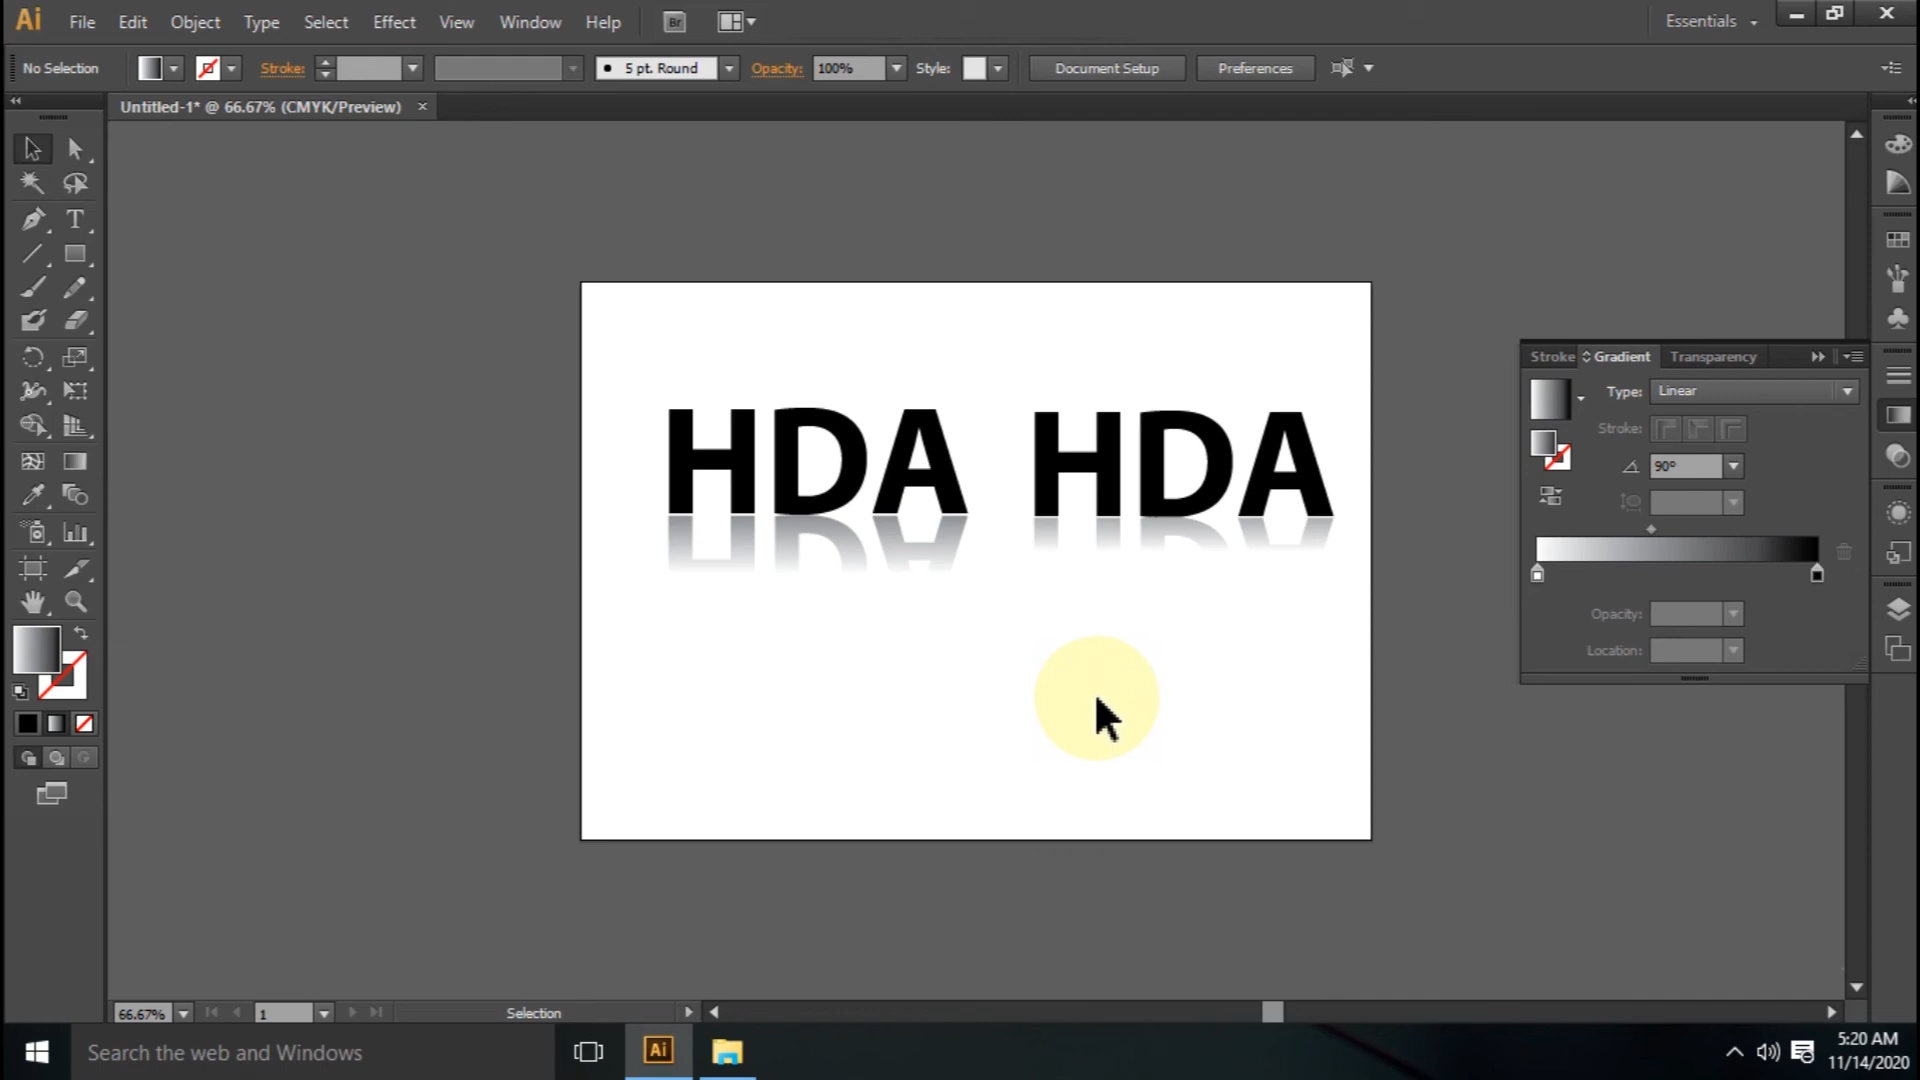 Ai File Edit Object Type Select Effect View Window Help Br Essentials
No Selection Stroke: 5 pt. Round Opacity: 100% Style: Document Setup Preferences
Untitled-1* @ 66.67% (CMYK/Preview) ×
T
HDA HDA
Stroke Gradient Transparency
Type: Linear
Stroke:
90°
Opacity:
Location:
66.67% 1 Selection
Search the web and Windows Ai
5:20 AM
11/14/2020